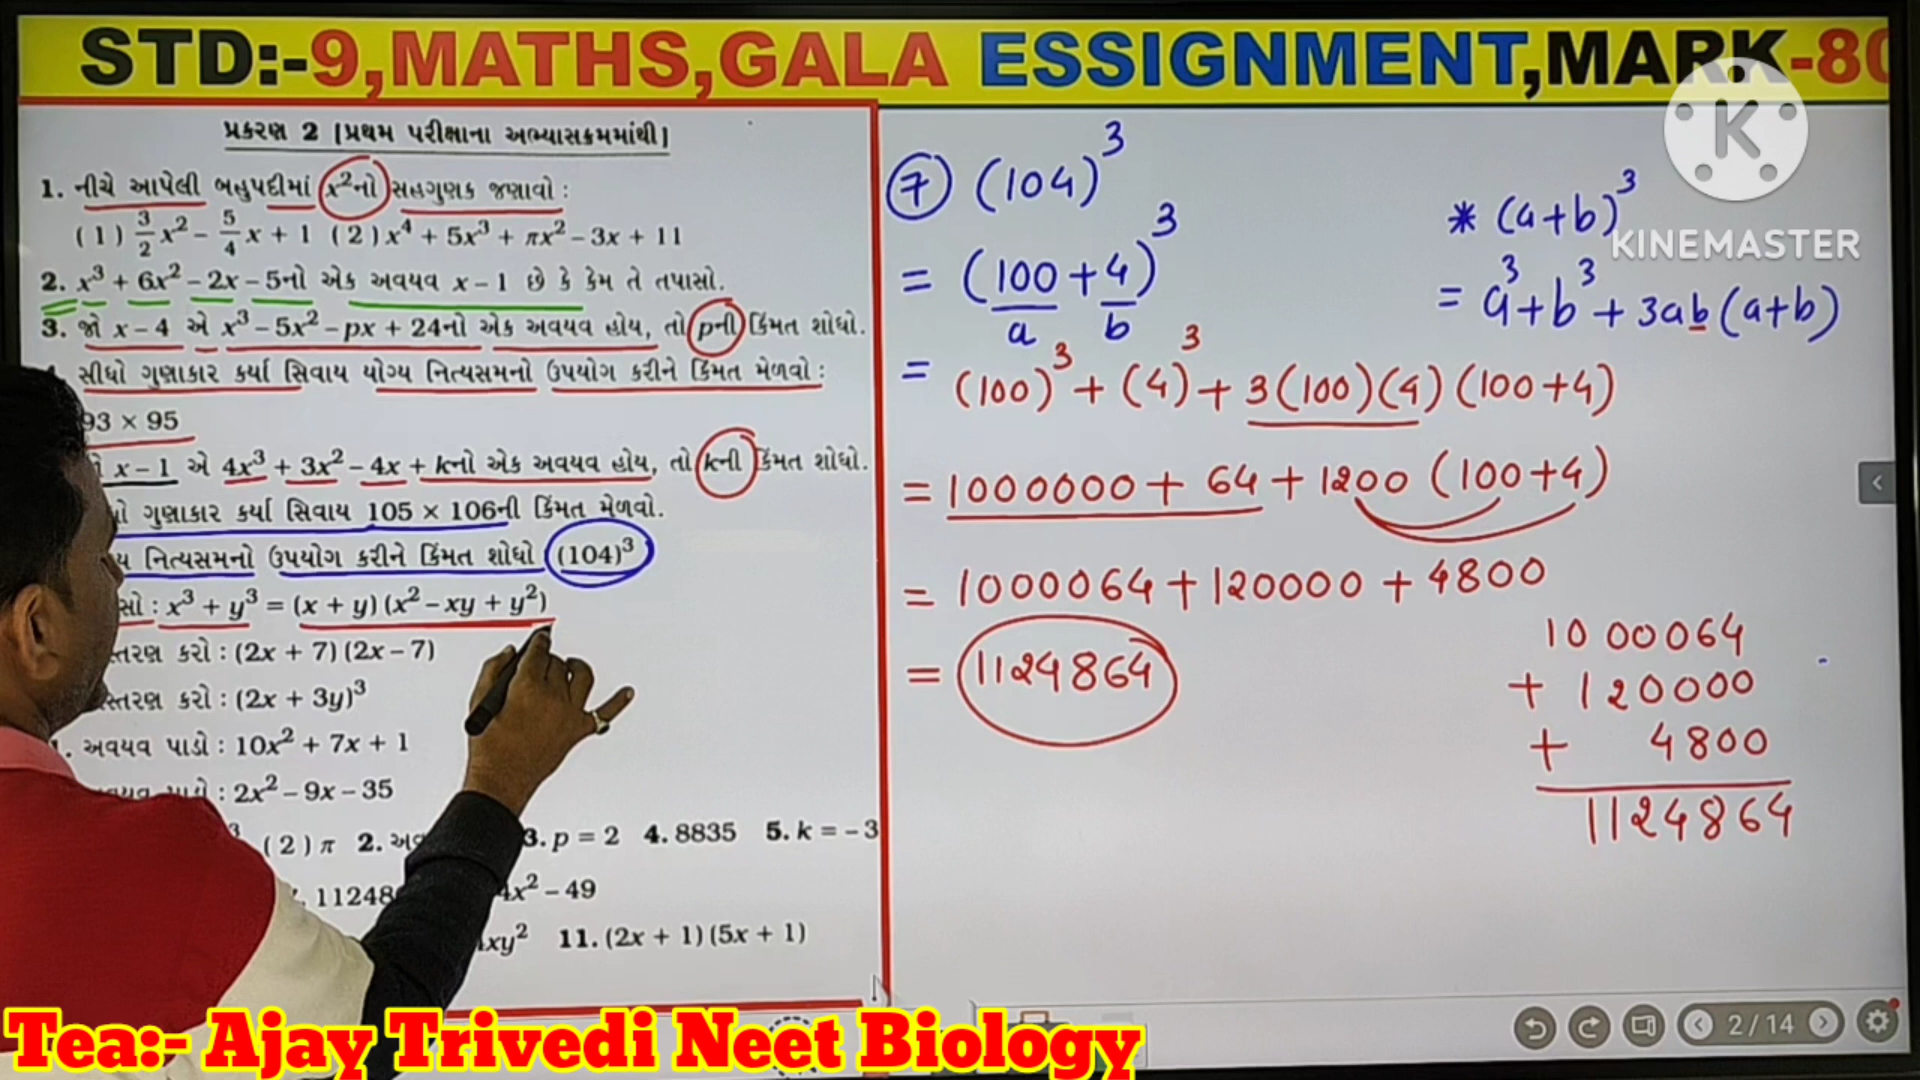 STD:-9,MATHS,GALA ESSIGNMENT,MARK-80
પ્રકરણ 2 [પ્રથમ પરીક્ષાના અભ્યાસક્રમમાંથી]
1. નીચે આપેલી બહુપદીમાં x²નો સહગુણક જણાવો :
(1) 3/2 x² – 5/4 x + 1 (2) x⁴ + 5x³ + πx² – 3x + 11
2. x³ + 6x² – 2x – 5નો એક અવયવ x – 1 છે કે કેમ તે તપાસો.
3. જો x – 4 એ x³ – 5x² – px + 24નો એક અવયવ હોય, તો pની કિંમત શોધો.
સીધો ગુણાકાર કર્યા સિવાય યોગ્ય નિત્યસમનો ઉપયોગ કરીને કિંમત મેળવો :
93 × 95
x – 1 એ 4x³ + 3x² – 4x + kનો એક અવયવ હોય, તો kની કિંમત શોધો.
ગુણાકાર કર્યા સિવાય 105 × 106ની કિંમત મેળવો.
નિત્યસમનો ઉપયોગ કરીને કિંમત શોધો (104)³
: x³ + y³ = (x + y) (x² – xy + y²)
કરો : (2x + 7) (2x – 7)
કરો : (2x + 3y)³
અવયવ પાડો : 10x² + 7x + 1
: 2x² – 9x – 35
(2) π 2. 3. p = 2 4. 8835 5. k = – 3
4x² – 49
xy² 11. (2x + 1) (5x + 1)
7 (104)³
= (100 + 4)³
a b
= (100)³ + (4)³ + 3(100)(4)(100+4)
= 1000000 + 64 + 1200 (100+4)
= 1000064 + 120000 + 4800
= 1124864
* (a+b)³
= a³ + b³ + 3ab(a+b)
1000064
+ 120000
+ 4800
1124864
K
KINEMASTER
2 / 14
Tea:- Ajay Trivedi Neet Biology